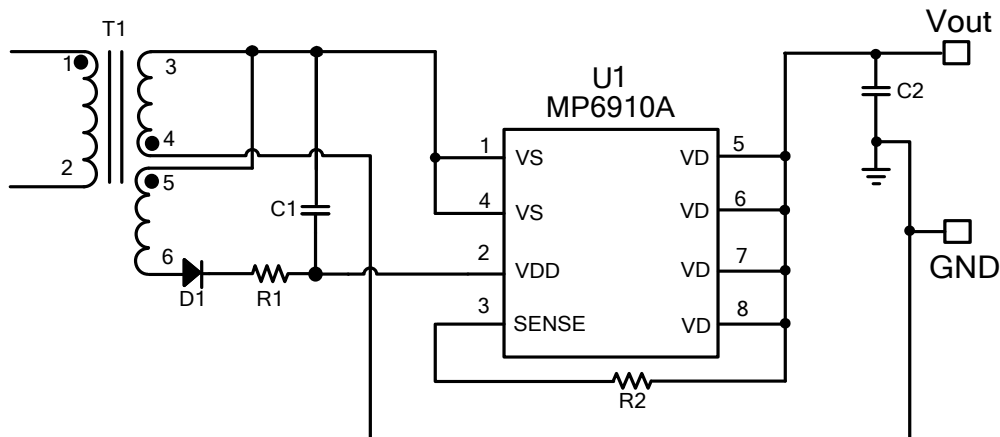 T1
Vout
1
3
U1
MP6910A
C2
4
2
5
1
VS
VD
5
C1
4
VS
VD
6
6
2
VDD
VD
7
GND
D1
R1
3
SENSE
VD
8
R2